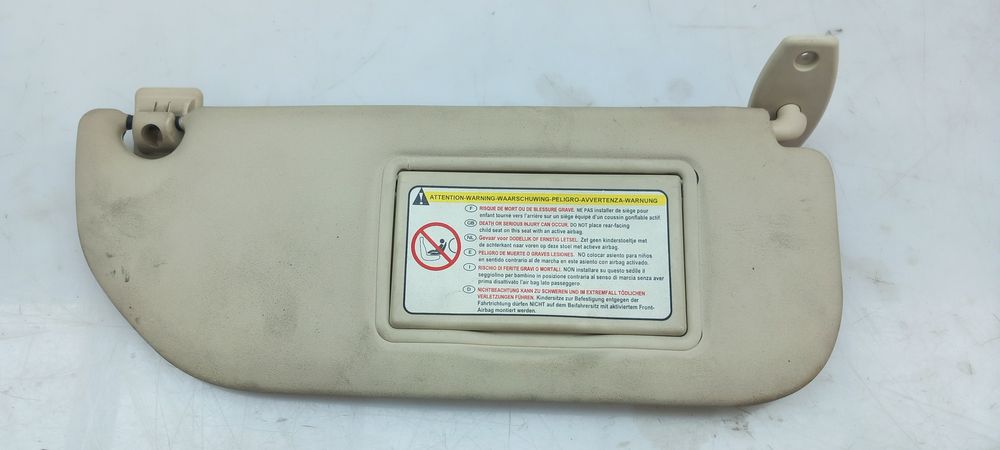 ATTENTION-WARNING-WAARSCHUWING-PELIGRO-AVVERTENZA-WARNUNG
F RISQUE DE MORT OU DE BLESSURE GRAVE. NE PAS installer de siège pour
enfant tourné vers l'arrière sur un siège équipé d'un coussin gonflable actif.
GB DEATH OR SERIOUS INJURY CAN OCCUR. DO NOT place rear-facing
child seat on this seat with an active airbag.
NL Gevaar voor DODELIJK OF ERNSTIG LETSEL. Zet geen kinderstoeltje met
de achterkant naar voren op deze stoel met actieve airbag.
E PELIGRO DE MUERTE O GRAVES LESIONES. NO colocar asiento para niños
en sentido contrario al de marcha en este asiento con airbag activado.
I RISCHIO DI FERITE GRAVI O MORTALI. NON installare su questo sedile il
seggiolino per bambino in posizione contraria al senso di marcia senza aver
prima disattivato l'air bag lato passeggero.
D NICHTBEACHTUNG KANN ZU SCHWEREN UND IM EXTREMFALL TÖDLICHEN
VERLETZUNGEN FÜHREN. Kindersitze zur Befestigung entgegen der
Fahrtrichtung dürfen NICHT auf dem Beifahrersitz mit aktiviertem Front-
Airbag montiert werden.